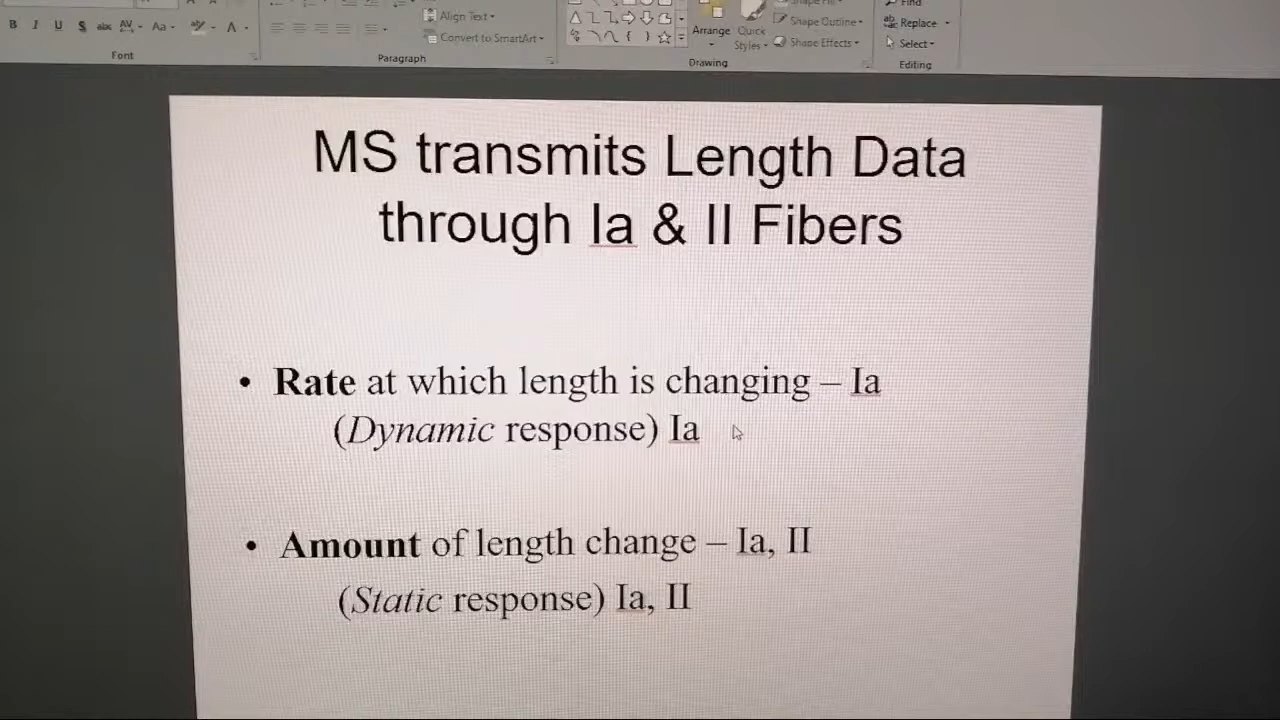 Align Text
Convert to SmartArt
Font
Paragraph
Arrange
Quick
Styles
Shape Outline
Shape Effects
Drawing
Find
Replace
Select
Editing
MS transmits Length Data
through Ia & II Fibers
• Rate at which length is changing – Ia
(Dynamic response) Ia
• Amount of length change – Ia, II
(Static response) Ia, II